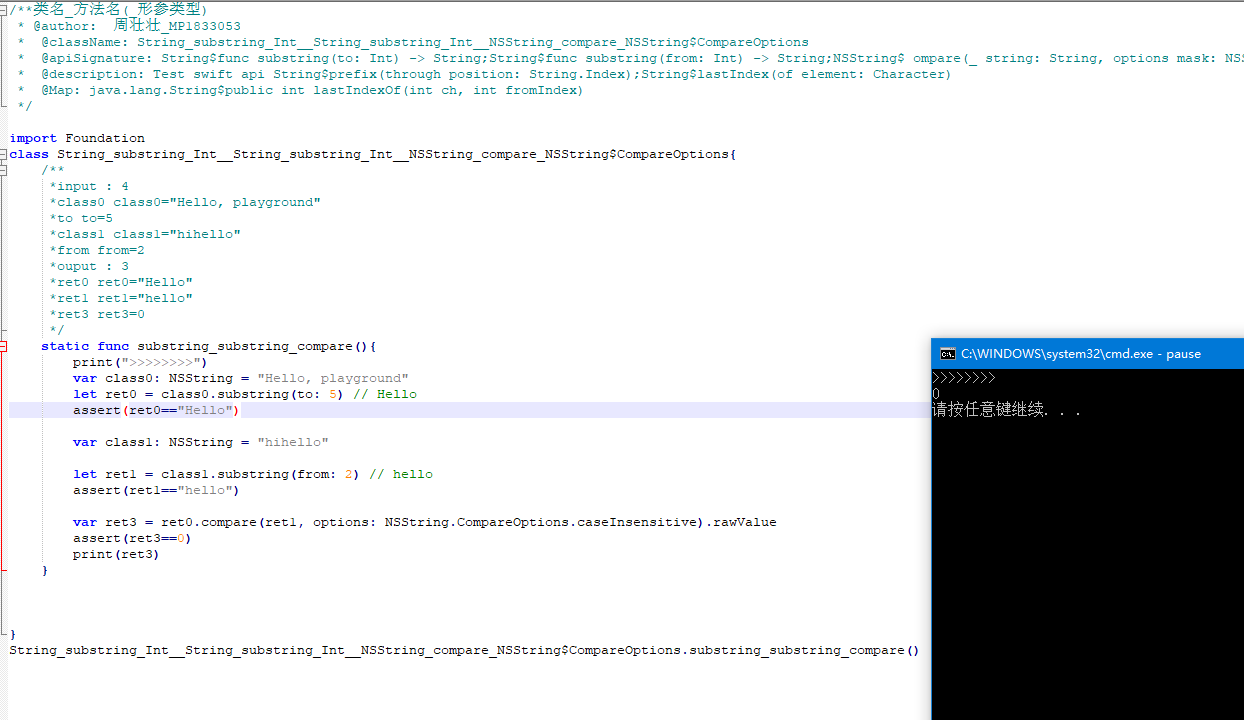 /**类名_方法名(_形参类型)
 * @author:  周壮壮_MP1833053
 *  @className: String_substring_Int__String_substring_Int__NSString_compare_NSString$CompareOptions
 *  @apiSignature: String$func substring(to: Int) -> String;String$func substring(from: Int) -> String;NSString$ ompare(_ string: String, options mask: NSS
 *  @description: Test swift api String$prefix(through position: String.Index);String$lastIndex(of element: Character)
 *  @Map: java.lang.String$public int lastIndexOf(int ch, int fromIndex)
 */
import Foundation
class String_substring_Int__String_substring_Int__NSString_compare_NSString$CompareOptions{
    /**
     *input : 4
     *class0 class0="Hello, playground"
     *to to=5
     *class1 class1="hihello"
     *from from=2
     *ouput : 3
     *ret0 ret0="Hello"
     *ret1 ret1="hello"
     *ret3 ret3=0
     */
    static func substring_substring_compare(){
        print(">>>>>>>>")
        var class0: NSString = "Hello, playground"
        let ret0 = class0.substring(to: 5) // Hello
        assert(ret0=="Hello")
        var class1: NSString = "hihello"
        let ret1 = class1.substring(from: 2) // hello
        assert(ret1=="hello")
        var ret3 = ret0.compare(ret1, options: NSString.CompareOptions.caseInsensitive).rawValue
        assert(ret3==0)
        print(ret3)
    }
}
String_substring_Int__String_substring_Int__NSString_compare_NSString$CompareOptions.substring_substring_compare()
C:\WINDOWS\system32\cmd.exe - pause
>>>>>>>>
0
请按任意键继续. . .